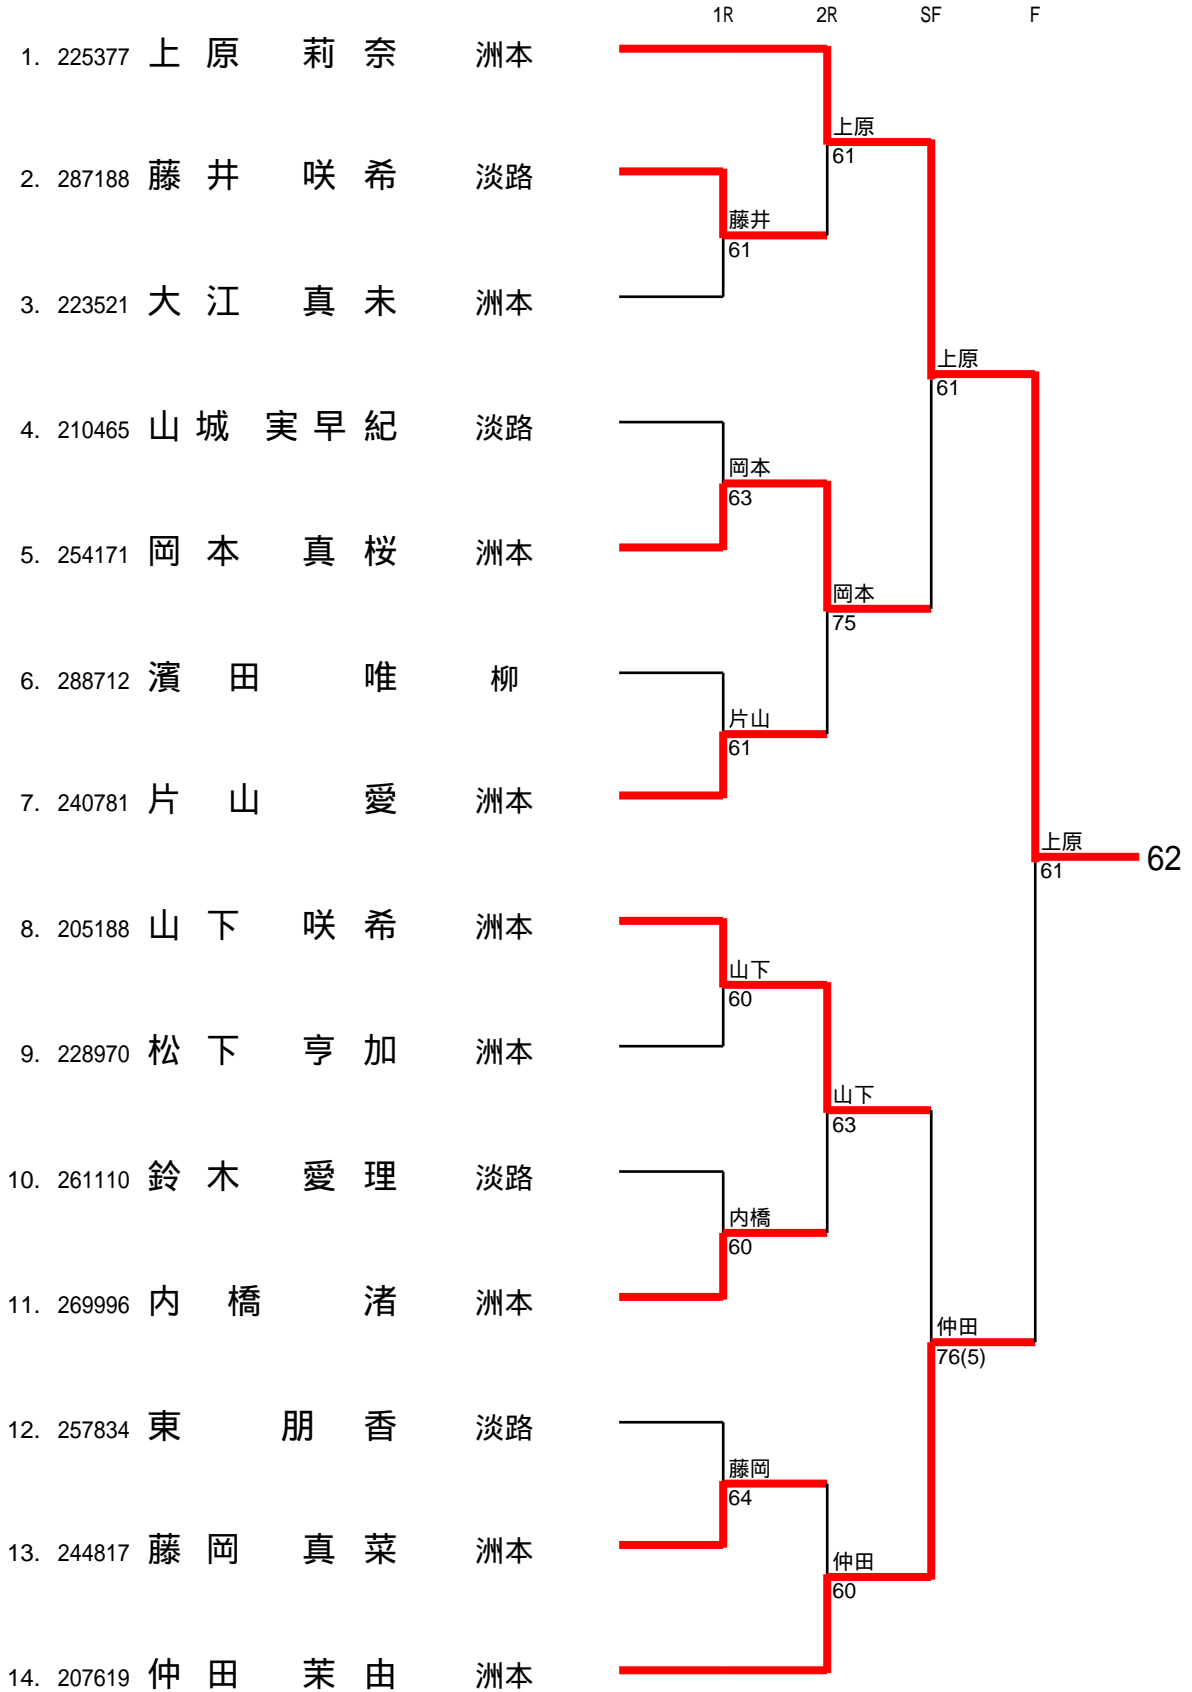 1R 2R SF F
1. 225377 上原 莉奈 洲本
上原
61
2. 287188 藤井 咲希 淡路
藤井
61
3. 223521 大江 真未 洲本
上原
61
4. 210465 山城 実早紀 淡路
岡本
63
5. 254171 岡本 真桜 洲本
岡本
75
6. 288712 濱田 唯 柳
片山
61
7. 240781 片山 愛 洲本
上原
61 62
8. 205188 山下 咲希 洲本
山下
60
9. 228970 松下 亨加 洲本
山下
63
10. 261110 鈴木 愛理 淡路
内橋
60
11. 269996 内橋 渚 洲本
仲田
76(5)
12. 257834 東 朋香 淡路
藤岡
64
13. 244817 藤岡 真菜 洲本
仲田
60
14. 207619 仲田 茉由 洲本